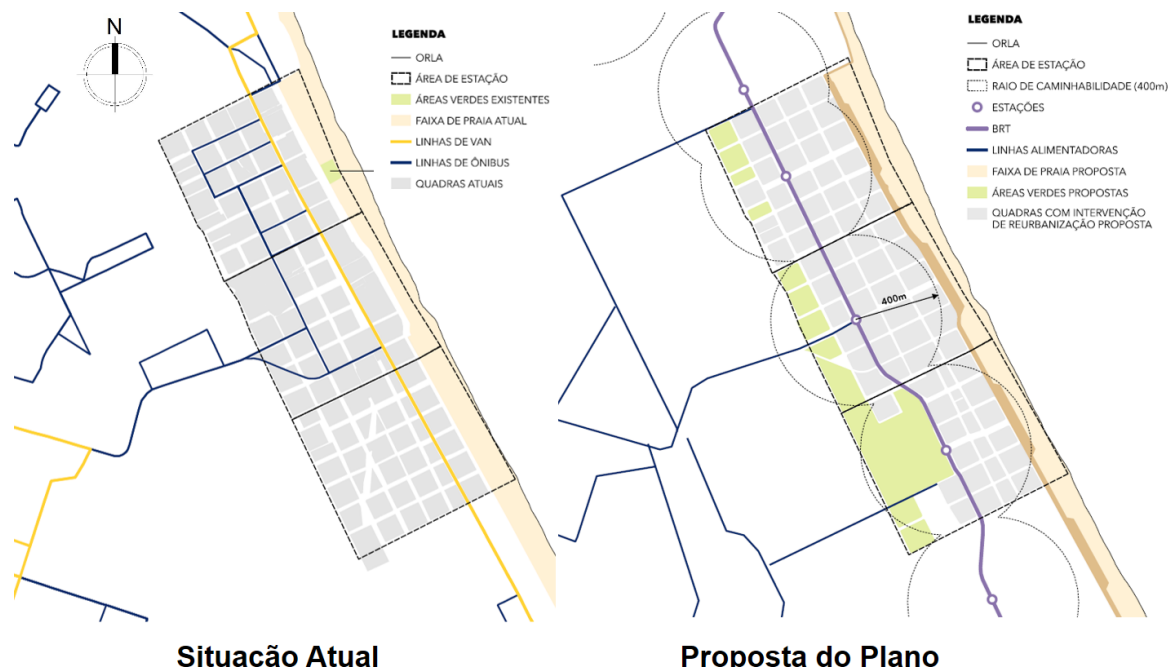 N
LEGENDA
ORLA
ÁREA DE ESTAÇÃO
ÁREAS VERDES EXISTENTES
FAIXA DE PRAIA ATUAL
LINHAS DE VAN
LINHAS DE ÔNIBUS
QUADRAS ATUAIS
LEGENDA
ORLA
ÁREA DE ESTAÇÃO
RAIO DE CAMINHABILIDADE (400m)
ESTAÇÕES
BRT
LINHAS ALIMENTADORAS
FAIXA DE PRAIA PROPOSTA
ÁREAS VERDES PROPOSTAS
QUADRAS COM INTERVENÇÃO
DE REURBANIZAÇÃO PROPOSTA
400m
Situação Atual
Proposta do Plano